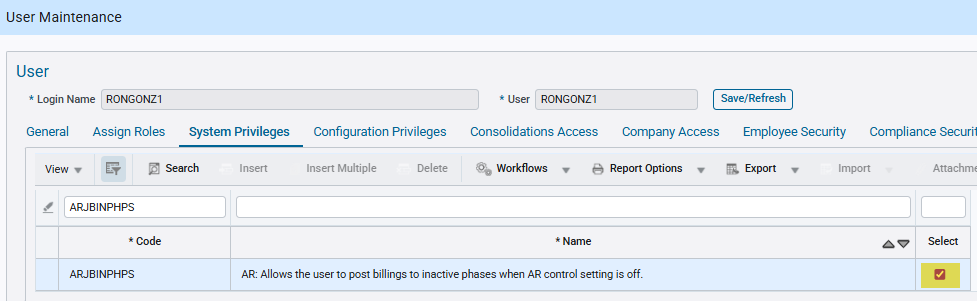 User Maintenance
User
* Login Name RONGONZ1 * User RONGONZ1 Save/Refresh
General Assign Roles System Privileges Configuration Privileges Consolidations Access Company Access Employee Security Compliance Securit
View Search Insert Insert Multiple Delete Workflows Report Options Export Import Attachme
ARJBINPHPS
* Code * Name Select
ARJBINPHPS AR: Allows the user to post billings to inactive phases when AR control setting is off.